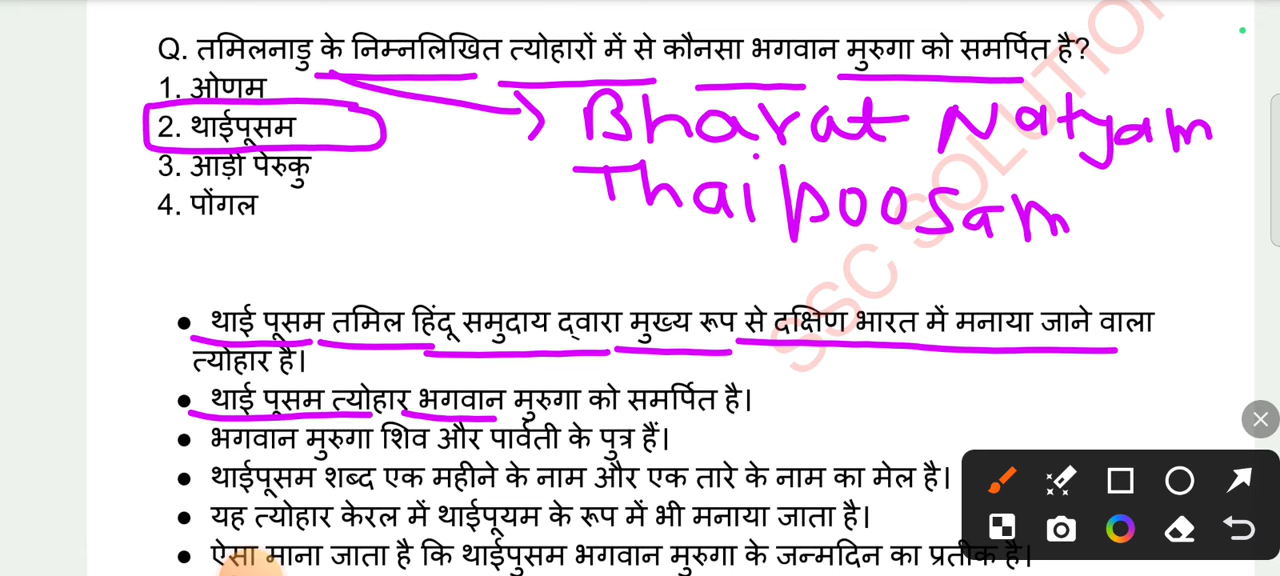 Q. तमिलनाडु के निम्नलिखित त्योहारों में से कौनसा भगवान मुरुगा को समर्पित है?
1. ओणम
2. थाईपूसम
3. आड़ी पेरुकु
4. पोंगल
Bharat Natyam
Thaipoosam
SSC SOLUTION
● थाई पूसम तमिल हिंदू समुदाय द्वारा मुख्य रूप से दक्षिण भारत में मनाया जाने वाला
त्योहार है।
● थाई पूसम त्योहार भगवान मुरुगा को समर्पित है।
● भगवान मुरुगा शिव और पार्वती के पुत्र हैं।
● थाईपूसम शब्द एक महीने के नाम और एक तारे के नाम का मेल है।
● यह त्योहार केरल में थाईपूयम के रूप में भी मनाया जाता है।
● ऐसा माना जाता है कि थाईपुसम भगवान मुरुगा के जन्मदिन का प्रतीक है।